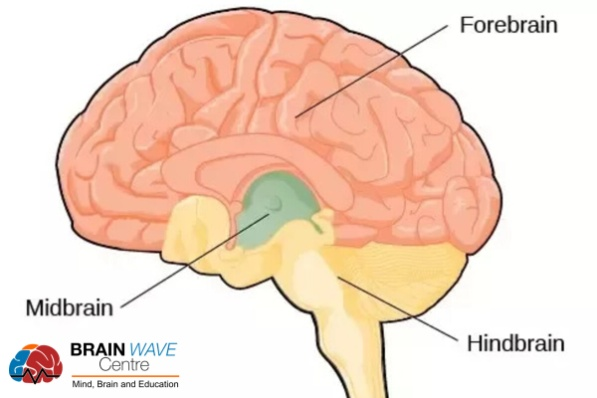 Forebrain
Midbrain
Hindbrain
BRAIN WAVE
Centre
Mind, Brain and Education